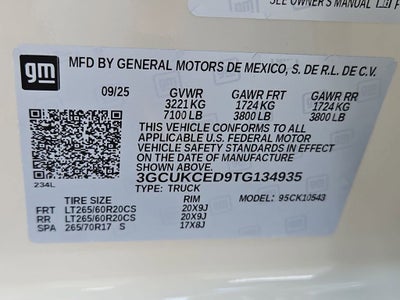 SEE OWNER'S MANUAL
gm
MFD BY GENERAL MOTORS DE MEXICO, S. DE R.L. DE C.V.
09/25 GVWR GAWR FRT GAWR RR
3221 KG 1724 KG 1724 KG
7100 LB 3800 LB 3800 LB
THIS VEHICLE CONFORMS TO ALL
APPLICABLE U.S. FEDERAL MOTOR
VEHICLE SAFETY STANDARDS IN EFFECT
ON THE DATE OF MANUFACTURE SHOWN ABOVE.
234L
3GCUKCED9TG134935
TYPE: TRUCK
TIRE SIZE RIM MODEL: 95CK10543
FRT LT265/60R20CS 20X9J
RR LT265/60R20CS 20X9J
SPC 265/70R17 S 17X8J